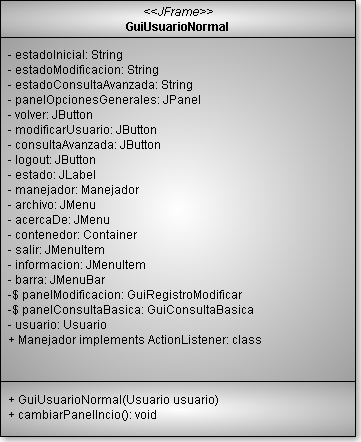 <<JFrame>>
GuiUsuarioNormal
- estadoInicial: String
- estadoModificacion: String
- estadoConsultaAvanzada: String
- panelOpcionesGenerales: JPanel
- volver: JButton
- modificarUsuario: JButton
- consultaAvanzada: JButton
- logout: JButton
- estado: JLabel
- manejador: Manejador
- archivo: JMenu
- acercaDe: JMenu
- contenedor: Container
- salir: JMenuItem
- informacion: JMenuItem
- barra: JMenuBar
-$ panelModificacion: GuiRegistroModificar
-$ panelConsultaBasica: GuiConsultaBasica
- usuario: Usuario
+ Manejador implements ActionListener: class
+ GuiUsuarioNormal(Usuario usuario)
+ cambiarPanelIncio(): void